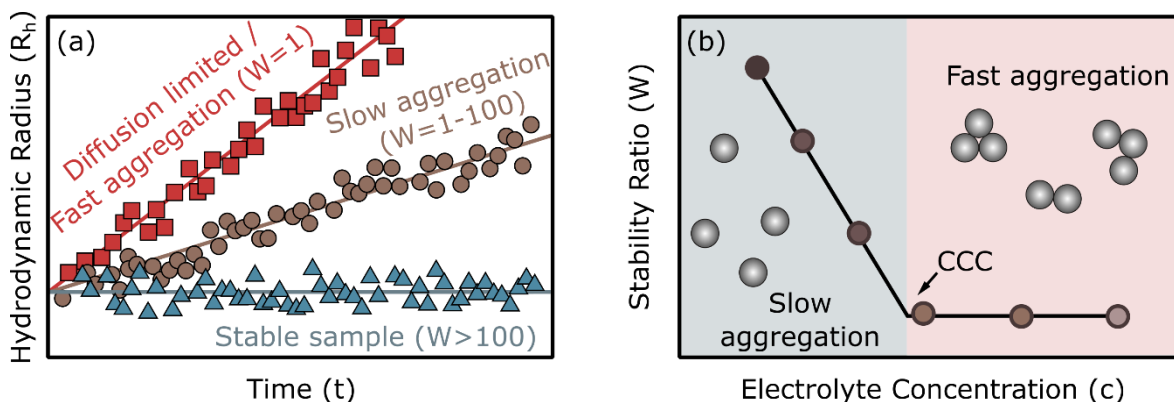 (a)
Hydrodynamic Radius (Rₕ)
Diffusion limited /
Fast aggregation (W=1)
Slow aggregation
(W=1-100)
Stable sample (W>100)
Time (t)
(b)
Stability Ratio (W)
Fast aggregation
CCC
Slow
aggregation
Electrolyte Concentration (c)